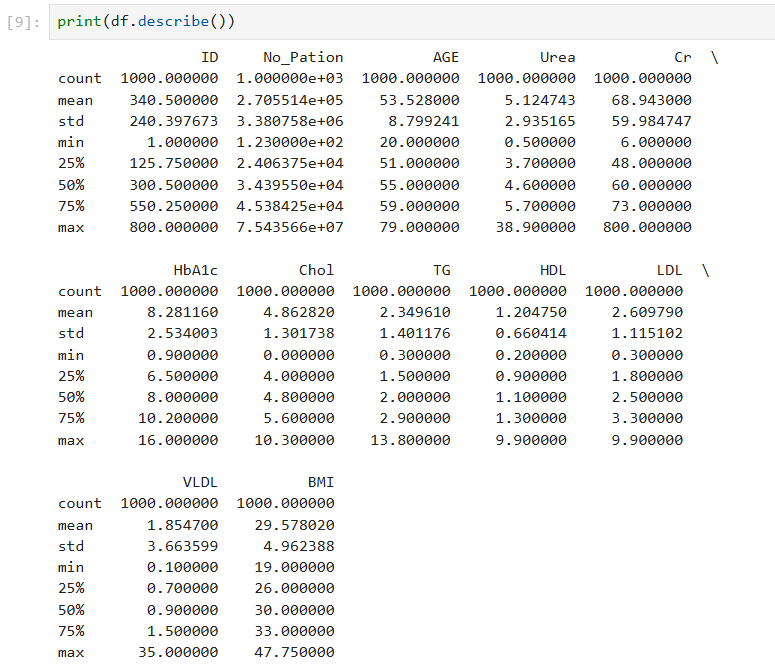 [9]: print(df.describe())
ID No_Pation AGE Urea Cr \
count 1000.000000 1.000000e+03 1000.000000 1000.000000 1000.000000
mean 340.500000 2.705514e+05 53.528000 5.124743 68.943000
std 240.397673 3.380758e+06 8.799241 2.935165 59.984747
min 1.000000 1.230000e+02 20.000000 0.500000 6.000000
25% 125.750000 2.406375e+04 51.000000 3.700000 48.000000
50% 300.500000 3.439550e+04 55.000000 4.600000 60.000000
75% 550.250000 4.538425e+04 59.000000 5.700000 73.000000
max 800.000000 7.543566e+07 79.000000 38.900000 800.000000
HbA1c Chol TG HDL LDL \
count 1000.000000 1000.000000 1000.000000 1000.000000 1000.000000
mean 8.281160 4.862820 2.349610 1.204750 2.609790
std 2.534003 1.301738 1.401176 0.660414 1.115102
min 0.900000 0.000000 0.300000 0.200000 0.300000
25% 6.500000 4.000000 1.500000 0.900000 1.800000
50% 8.000000 4.800000 2.000000 1.100000 2.500000
75% 10.200000 5.600000 2.900000 1.300000 3.300000
max 16.000000 10.300000 13.800000 9.900000 9.900000
VLDL BMI
count 1000.000000 1000.000000
mean 1.854700 29.578020
std 3.663599 4.962388
min 0.100000 19.000000
25% 0.700000 26.000000
50% 0.900000 30.000000
75% 1.500000 33.000000
max 35.000000 47.750000